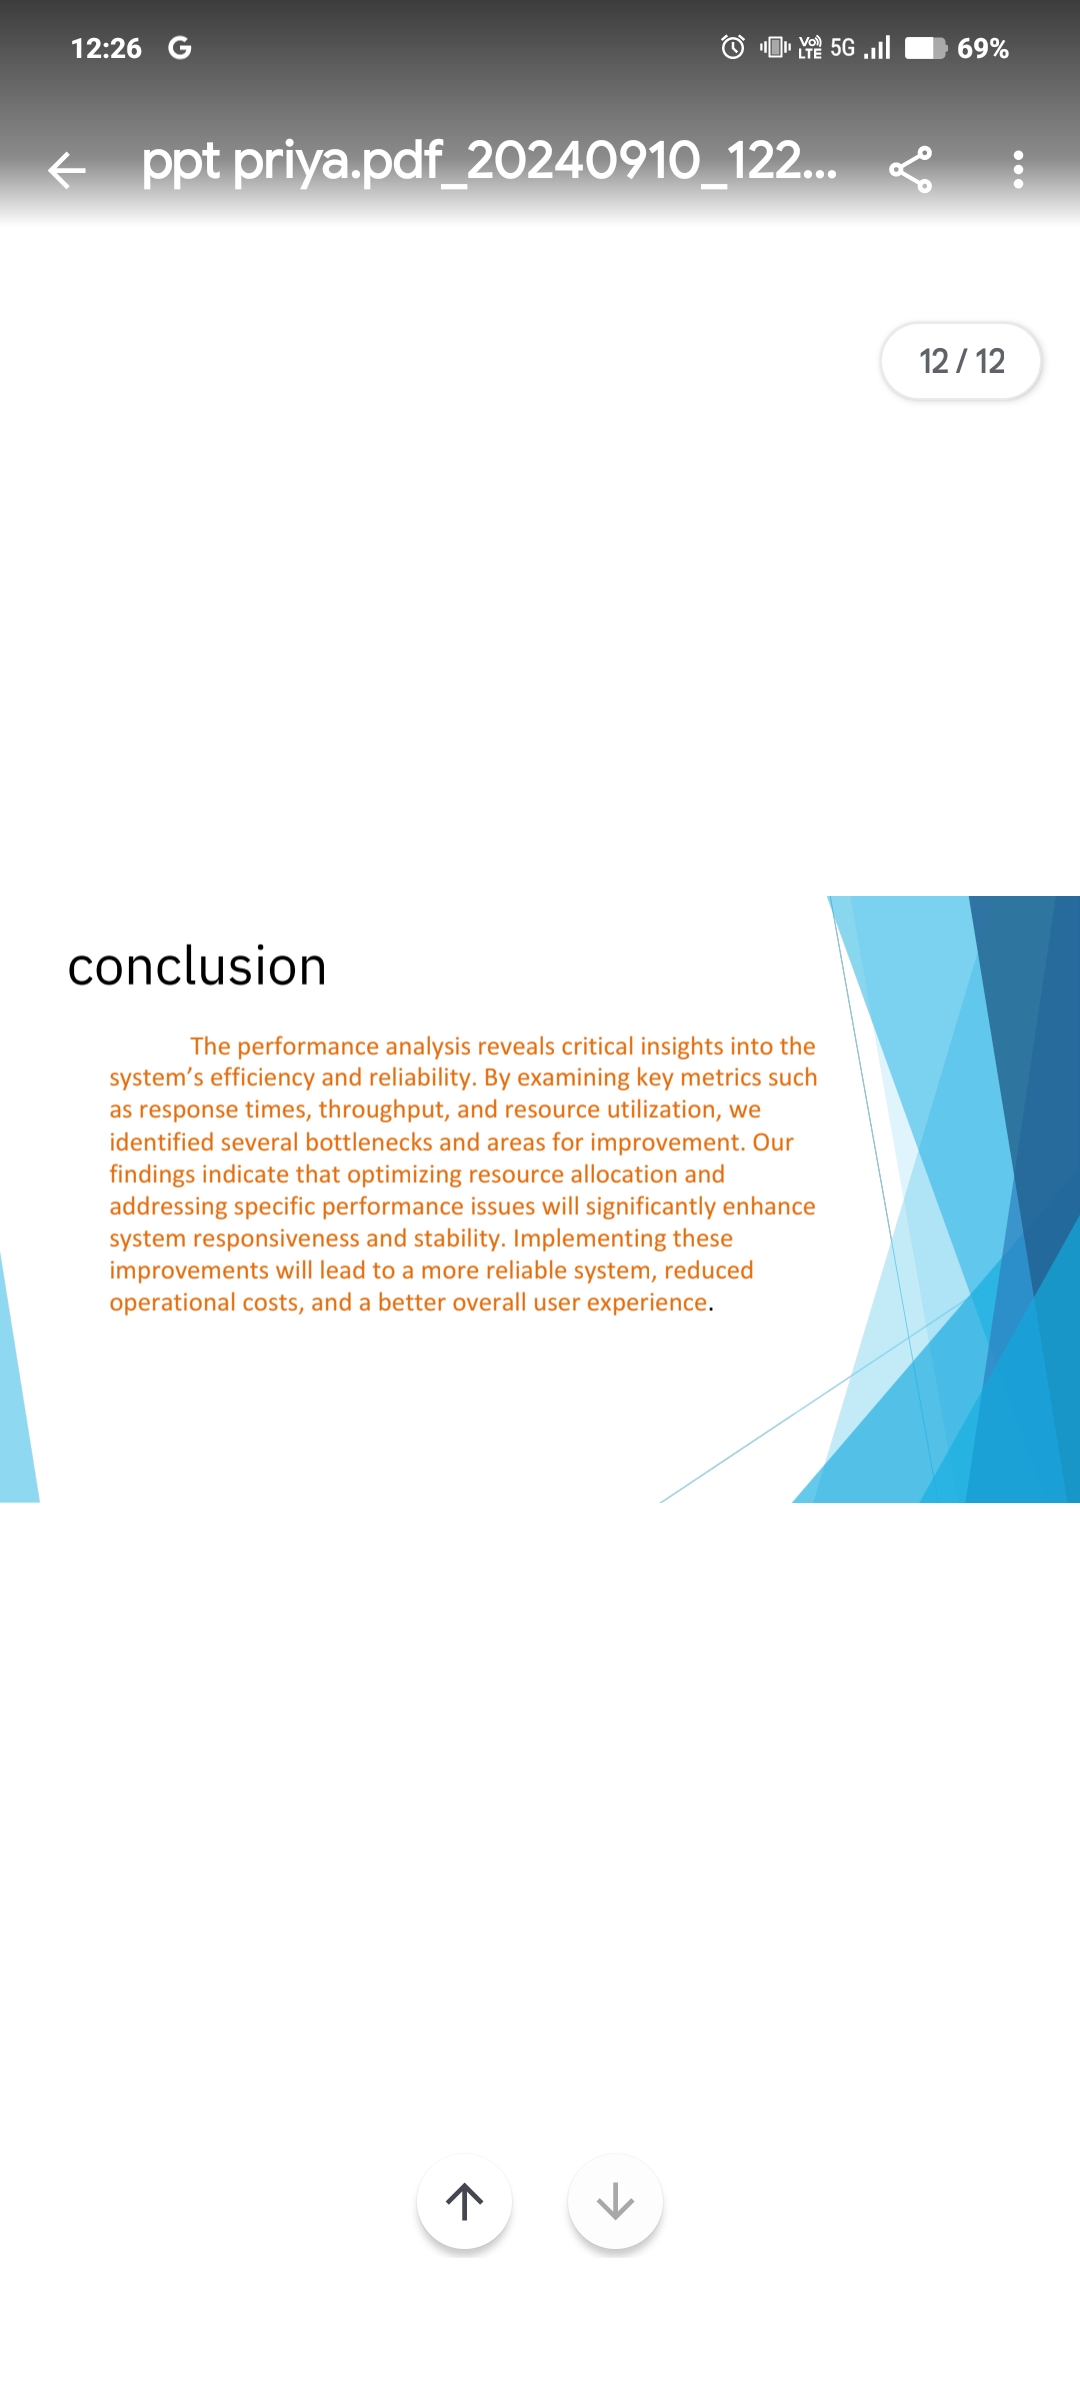 12:26 G Vo) LTE 5G 69%
ppt priya.pdf_20240910_122...
12 / 12
conclusion
The performance analysis reveals critical insights into the
system’s efficiency and reliability. By examining key metrics such
as response times, throughput, and resource utilization, we
identified several bottlenecks and areas for improvement. Our
findings indicate that optimizing resource allocation and
addressing specific performance issues will significantly enhance
system responsiveness and stability. Implementing these
improvements will lead to a more reliable system, reduced
operational costs, and a better overall user experience.